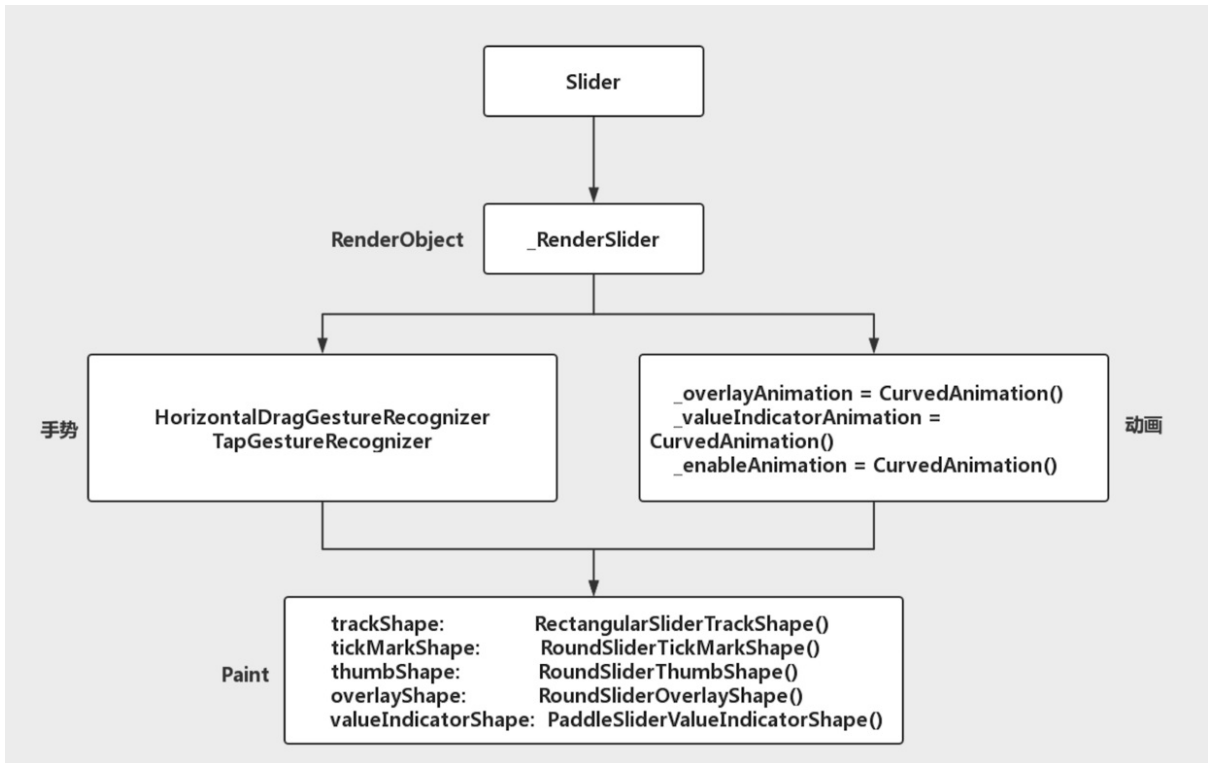 Slider
RenderObject
_RenderSlider
手势
HorizontalDragGestureRecognizer
TapGestureRecognizer
_overlayAnimation = CurvedAnimation()
_valueIndicatorAnimation =
CurvedAnimation()
_enableAnimation = CurvedAnimation()
动画
Paint
trackShape: RectangularSliderTrackShape()
tickMarkShape: RoundSliderTickMarkShape()
thumbShape: RoundSliderThumbShape()
overlayShape: RoundSliderOverlayShape()
valueIndicatorShape: PaddleSliderValueIndicatorShape()